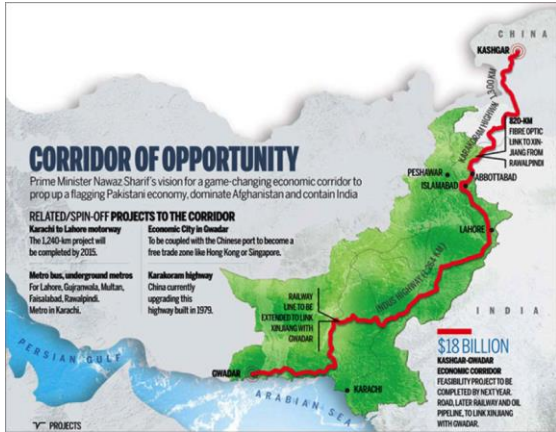 CHINA
KASHGAR
KARAKORAM HIGHWAY 1,300 KM
820-KM
FIBRE OPTIC
LINK TO XIN-
JIANG FROM
RAWALPINDI
CORRIDOR OF OPPORTUNITY
Prime Minister Nawaz Sharif's vision for a game-changing economic corridor to
prop up a flagging Pakistani economy, dominate Afghanistan and contain India
PESHAWAR
ISLAMABAD
ABBOTTABAD
RELATED/SPIN-OFF PROJECTS TO THE CORRIDOR
Karachi to Lahore motorway
The 1,240-km project will
be completed by 2015.
Economic City in Gwadar
To be coupled with the Chinese port to become a
free trade zone like Hong Kong or Singapore.
Metro bus, underground metros
For Lahore, Gujranwala, Multan,
Faisalabad, Rawalpindi.
Metro in Karachi.
Karakoram highway
China currently
upgrading this
highway built in 1979.
LAHORE
INDUS HIGHWAY
RAILWAY
LINE TO BE
EXTENDED TO LINK
XINJIANG WITH
GWADAR
INDIA
PERSIAN GULF
GWADAR
KARACHI
ARABIAN SEA
$18 BILLION
KASHGAR-GWADAR
ECONOMIC CORRIDOR
FEASIBILITY PROJECT TO BE
COMPLETED BY NEXT YEAR.
ROAD, LATER RAILWAY AND OIL
PIPELINE, TO LINK XINJIANG
WITH GWADAR.
PROJECTS